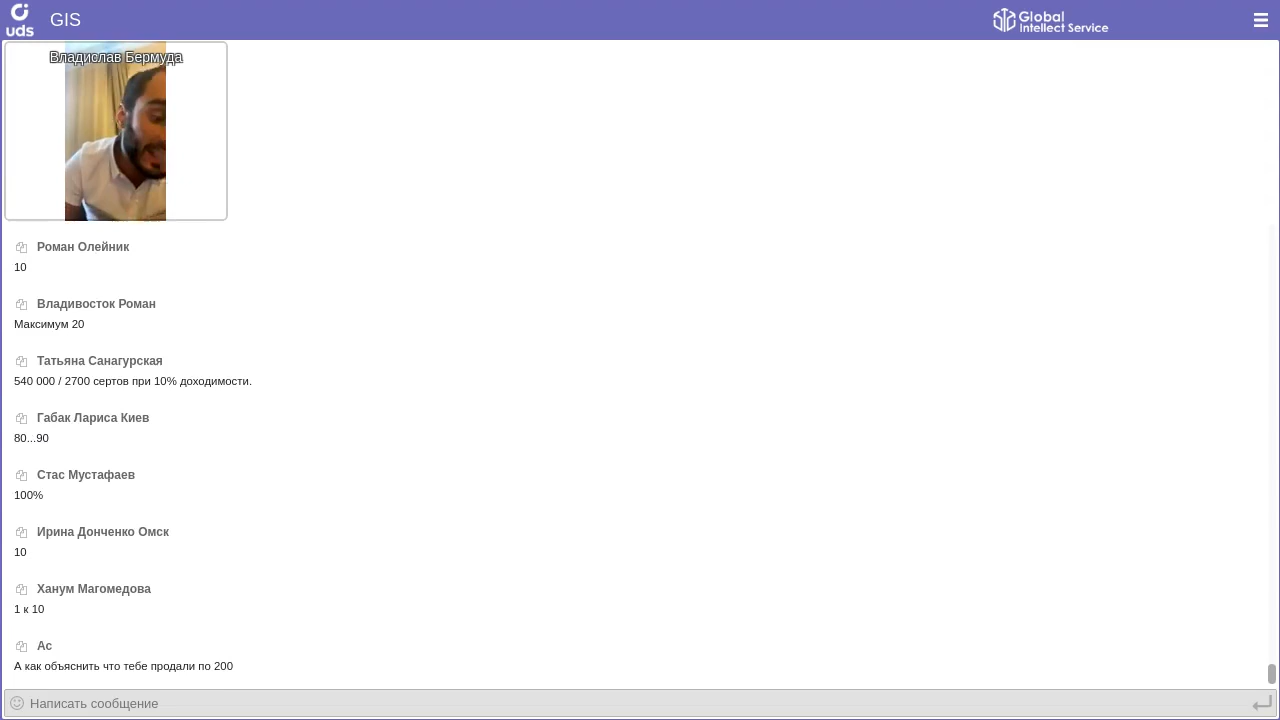 uds
GIS
Global
Intellect Service
Владислав Бермуда
Роман Олейник
10
Владивосток Роман
Максимум 20
Татьяна Санагурская
540 000 / 2700 сертов при 10% доходимости.
Габак Лариса Киев
80...90
Стас Мустафаев
100%
Ирина Донченко Омск
10
Ханум Магомедова
1 к 10
Ас
А как объяснить что тебе продали по 200
Написать сообщение